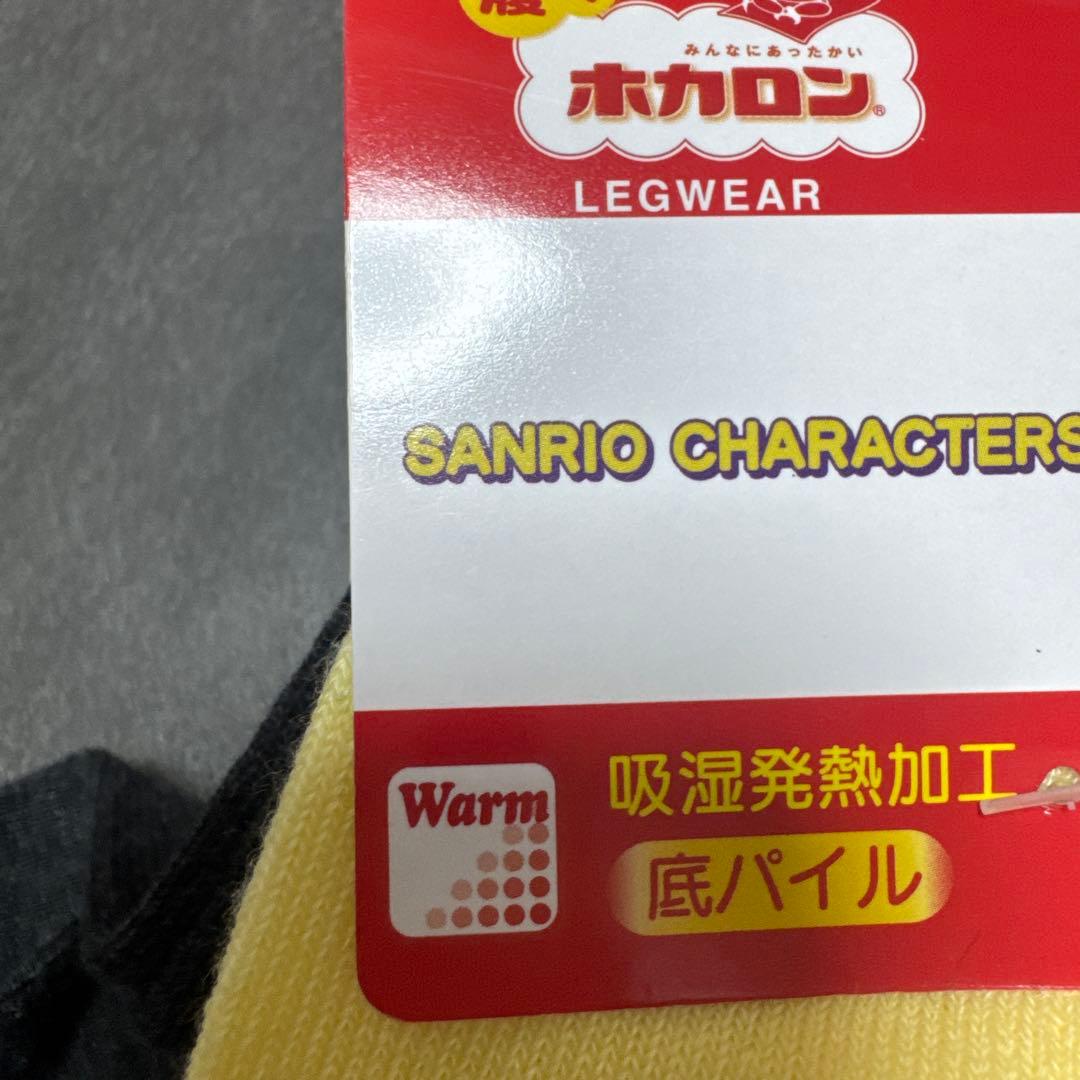 みんなにあったかい
ホカロン®
LEGWEAR
SANRIO CHARACTERS
Warm
吸湿発熱加工
底パイル